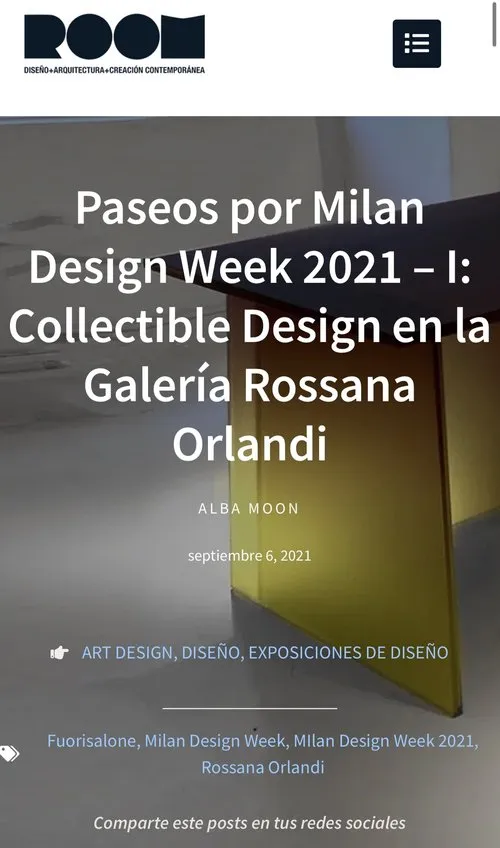 ROOM
DISEÑO+ARQUITECTURA+CREACIÓN CONTEMPORÁNEA
Paseos por Milan
Design Week 2021 – I:
Collectible Design en la
Galería Rossana
Orlandi
ALBA MOON
septiembre 6, 2021
ART DESIGN, DISEÑO, EXPOSICIONES DE DISEÑO
Fuorisalone, Milan Design Week, MIlan Design Week 2021,
Rossana Orlandi
Comparte este posts en tus redes sociales